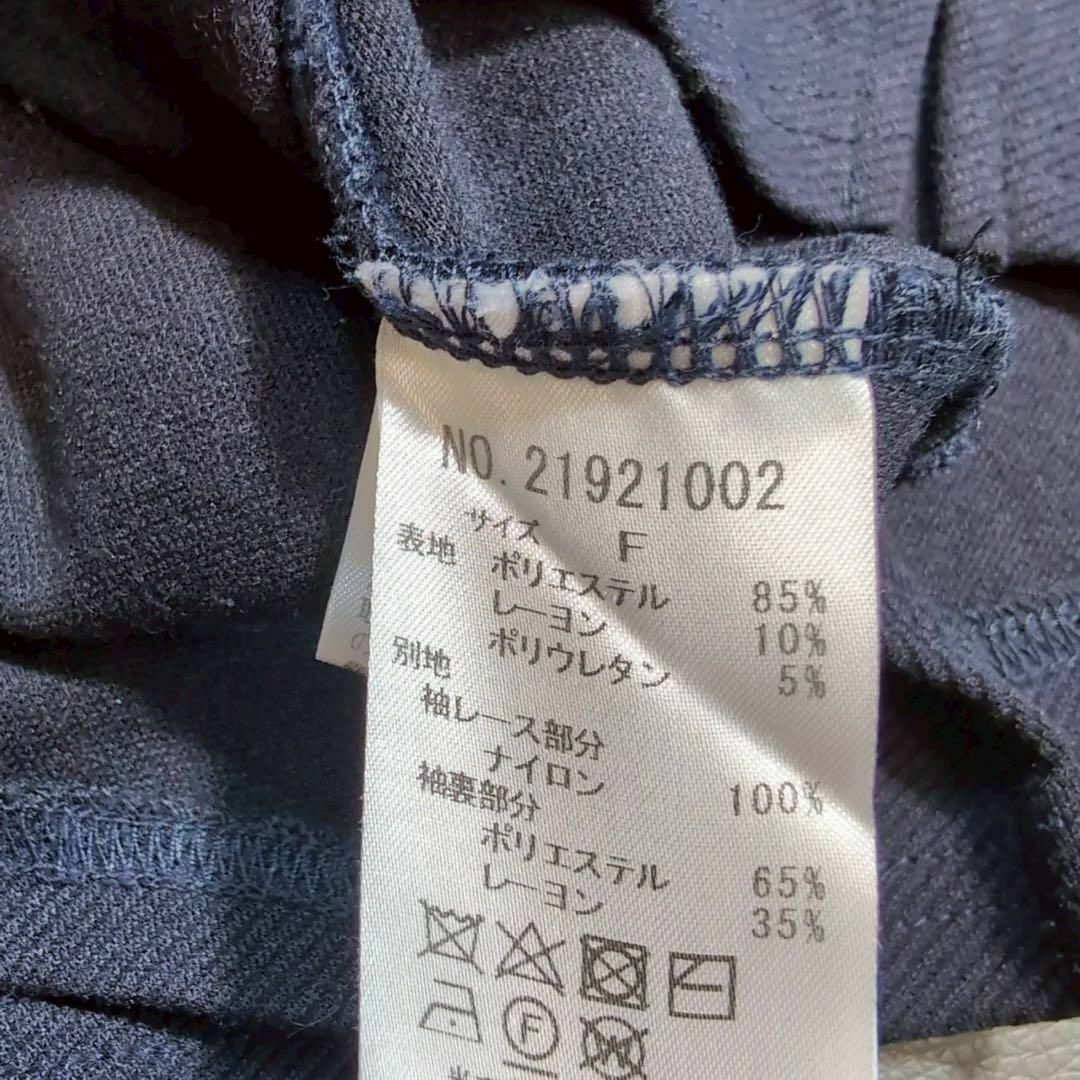 NO.21921002
サイズ F
表地 ポリエステル 85%
レーヨン 10%
ポリウレタン 5%
別地
袖レース部分
ナイロン 100%
袖裏部分
ポリエステル 65%
レーヨン 35%
F